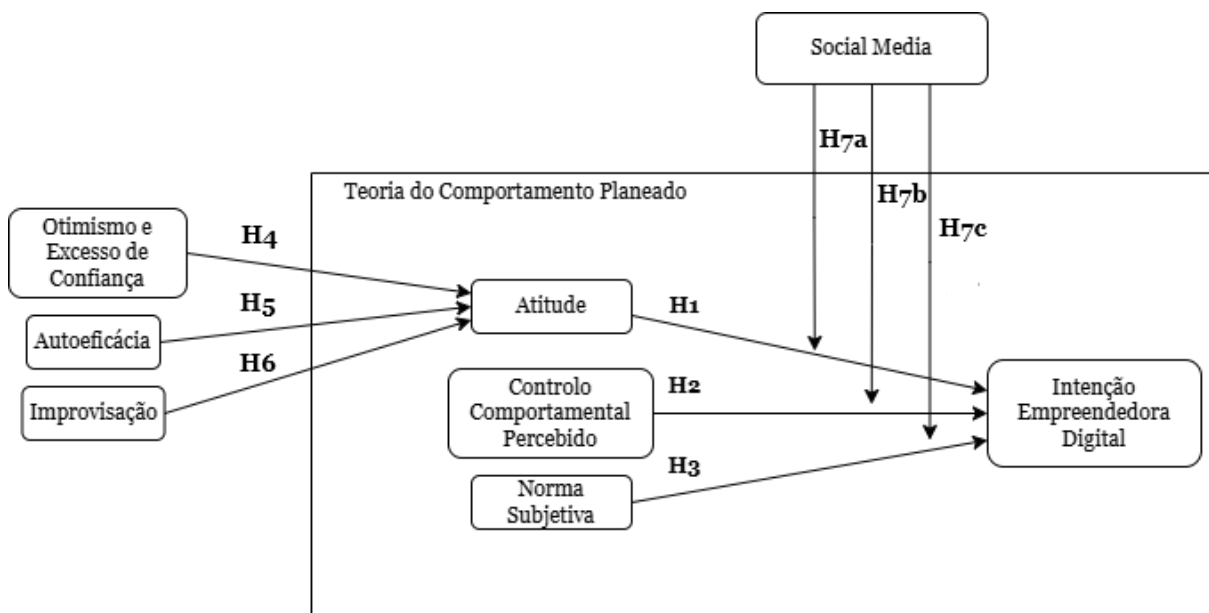 Social Media
H7a
Teoria do Comportamento Planeado
H7b
H7c
Otimismo e
Excesso de
Confiança
H4
H5
Autoeficácia
H6
Improvisação
Atitude
H1
Controlo
Comportamental
Percebido
H2
Norma
Subjetiva
H3
Intenção
Empreendedora
Digital